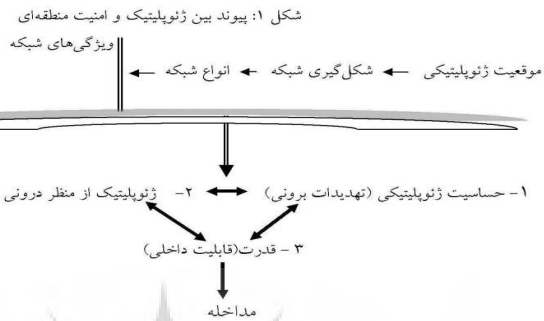 شکل ۱: پیوند بین ژئوپلیتیک و امنیت منطقه‌ای
موقعیت ژئوپلیتیکی شکل‌گیری شبکه انواع شبکه ویژگی‌های شبکه
۱- حساسیت ژئوپلیتیکی (تهدیدات برونی) ۲- ژئوپلیتیک از منظر درونی
۳ - قدرت(قابلیت داخلی)
مداخله